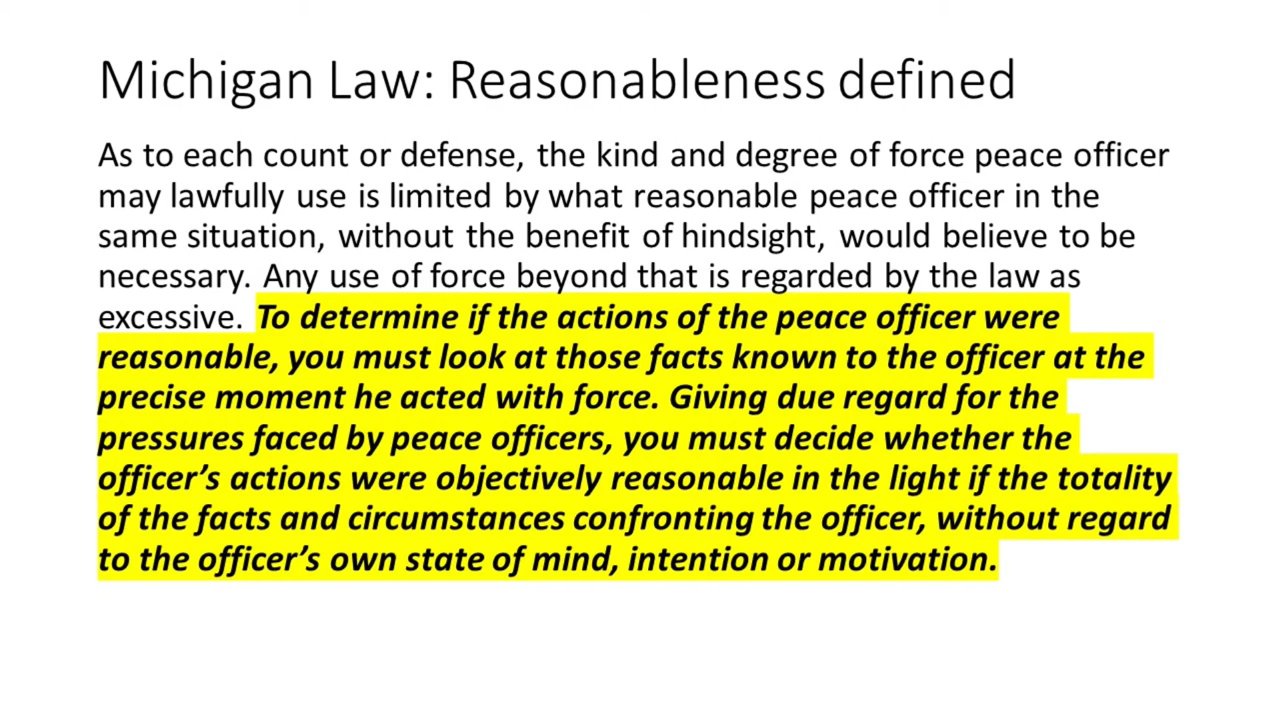 Michigan Law: Reasonableness defined
As to each count or defense, the kind and degree of force peace officer
may lawfully use is limited by what reasonable peace officer in the
same situation, without the benefit of hindsight, would believe to be
necessary. Any use of force beyond that is regarded by the law as
excessive. To determine if the actions of the peace officer were
reasonable, you must look at those facts known to the officer at the
precise moment he acted with force. Giving due regard for the
pressures faced by peace officers, you must decide whether the
officer’s actions were objectively reasonable in the light if the totality
of the facts and circumstances confronting the officer, without regard
to the officer’s own state of mind, intention or motivation.